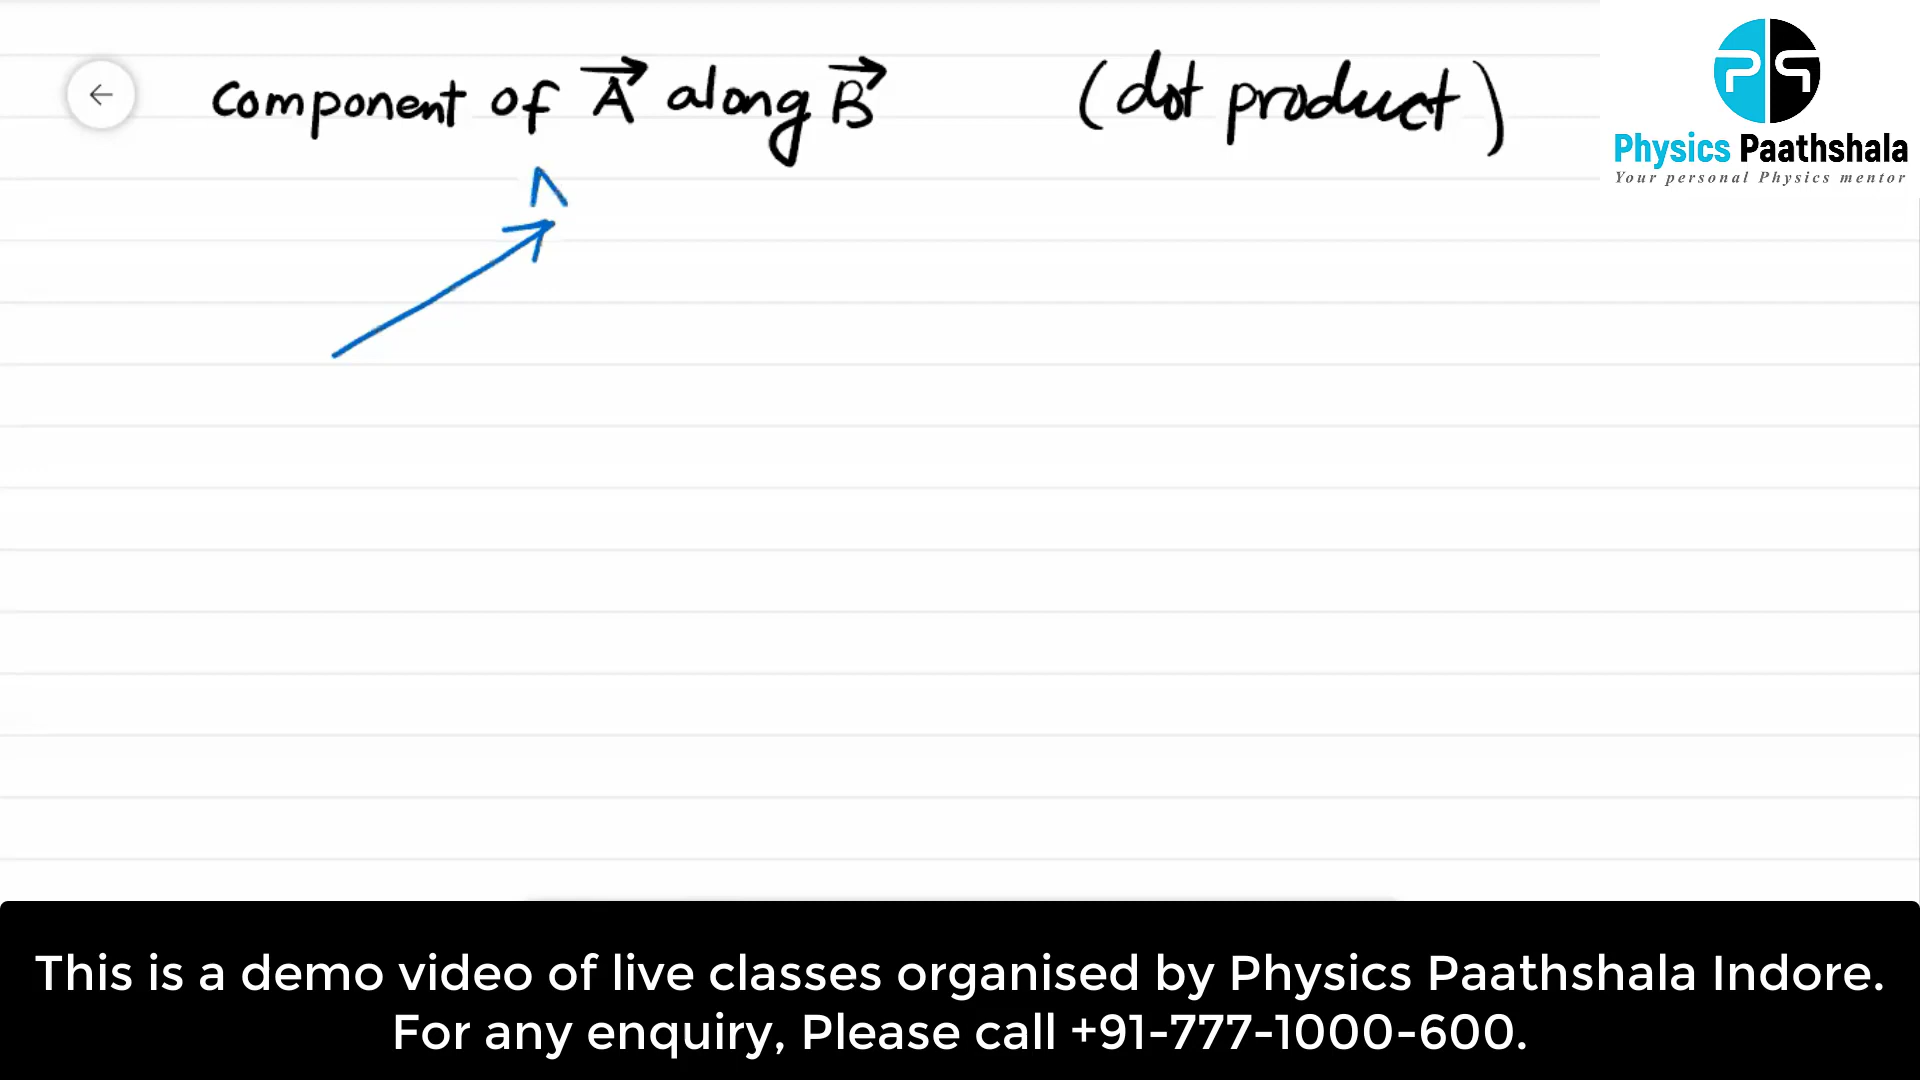 component of A along B (dot product)
PP
Physics Paathshala
Your personal Physics mentor
This is a demo video of live classes organised by Physics Paathshala Indore.
For any enquiry, Please call +91-777-1000-600.